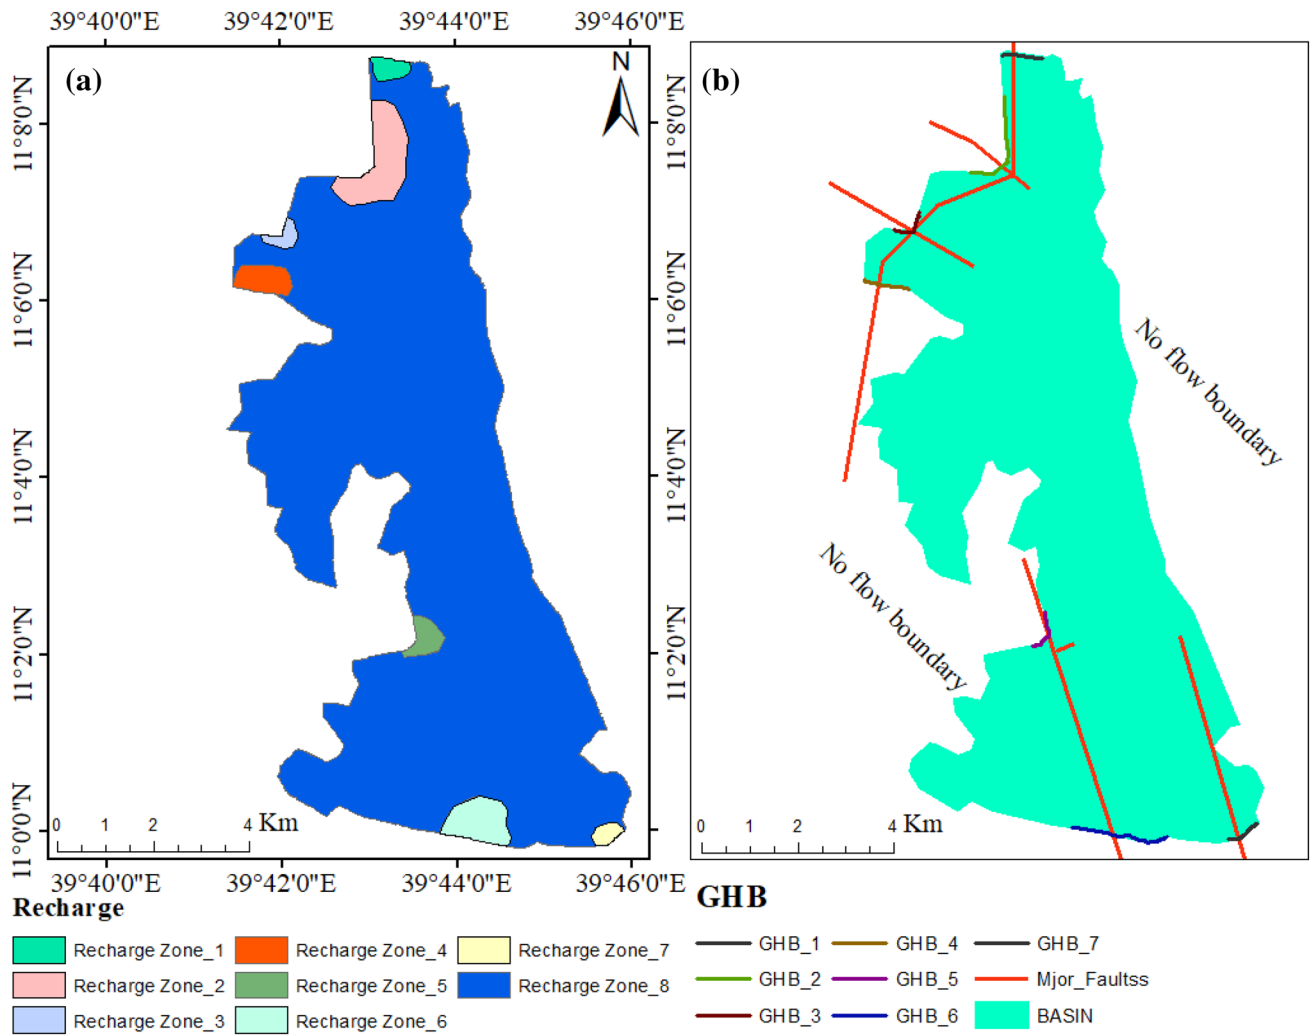 39°40'0"E 39°42'0"E 39°44'0"E 39°46'0"E
(a)
N
11°8'0"N
11°6'0"N
11°4'0"N
11°2'0"N
11°0'0"N
0 1 2 4 Km
39°40'0"E 39°42'0"E 39°44'0"E 39°46'0"E
(b)
11°8'0"N
11°6'0"N
11°4'0"N
11°2'0"N
11°0'0"N
No flow boundary
No flow boundary
0 1 2 4 Km
Recharge
Recharge Zone_1 Recharge Zone_4 Recharge Zone_7
Recharge Zone_2 Recharge Zone_5 Recharge Zone_8
Recharge Zone_3 Recharge Zone_6
GHB
GHB_1 GHB_4 GHB_7
GHB_2 GHB_5 Mjor_Faultss
GHB_3 GHB_6 BASIN